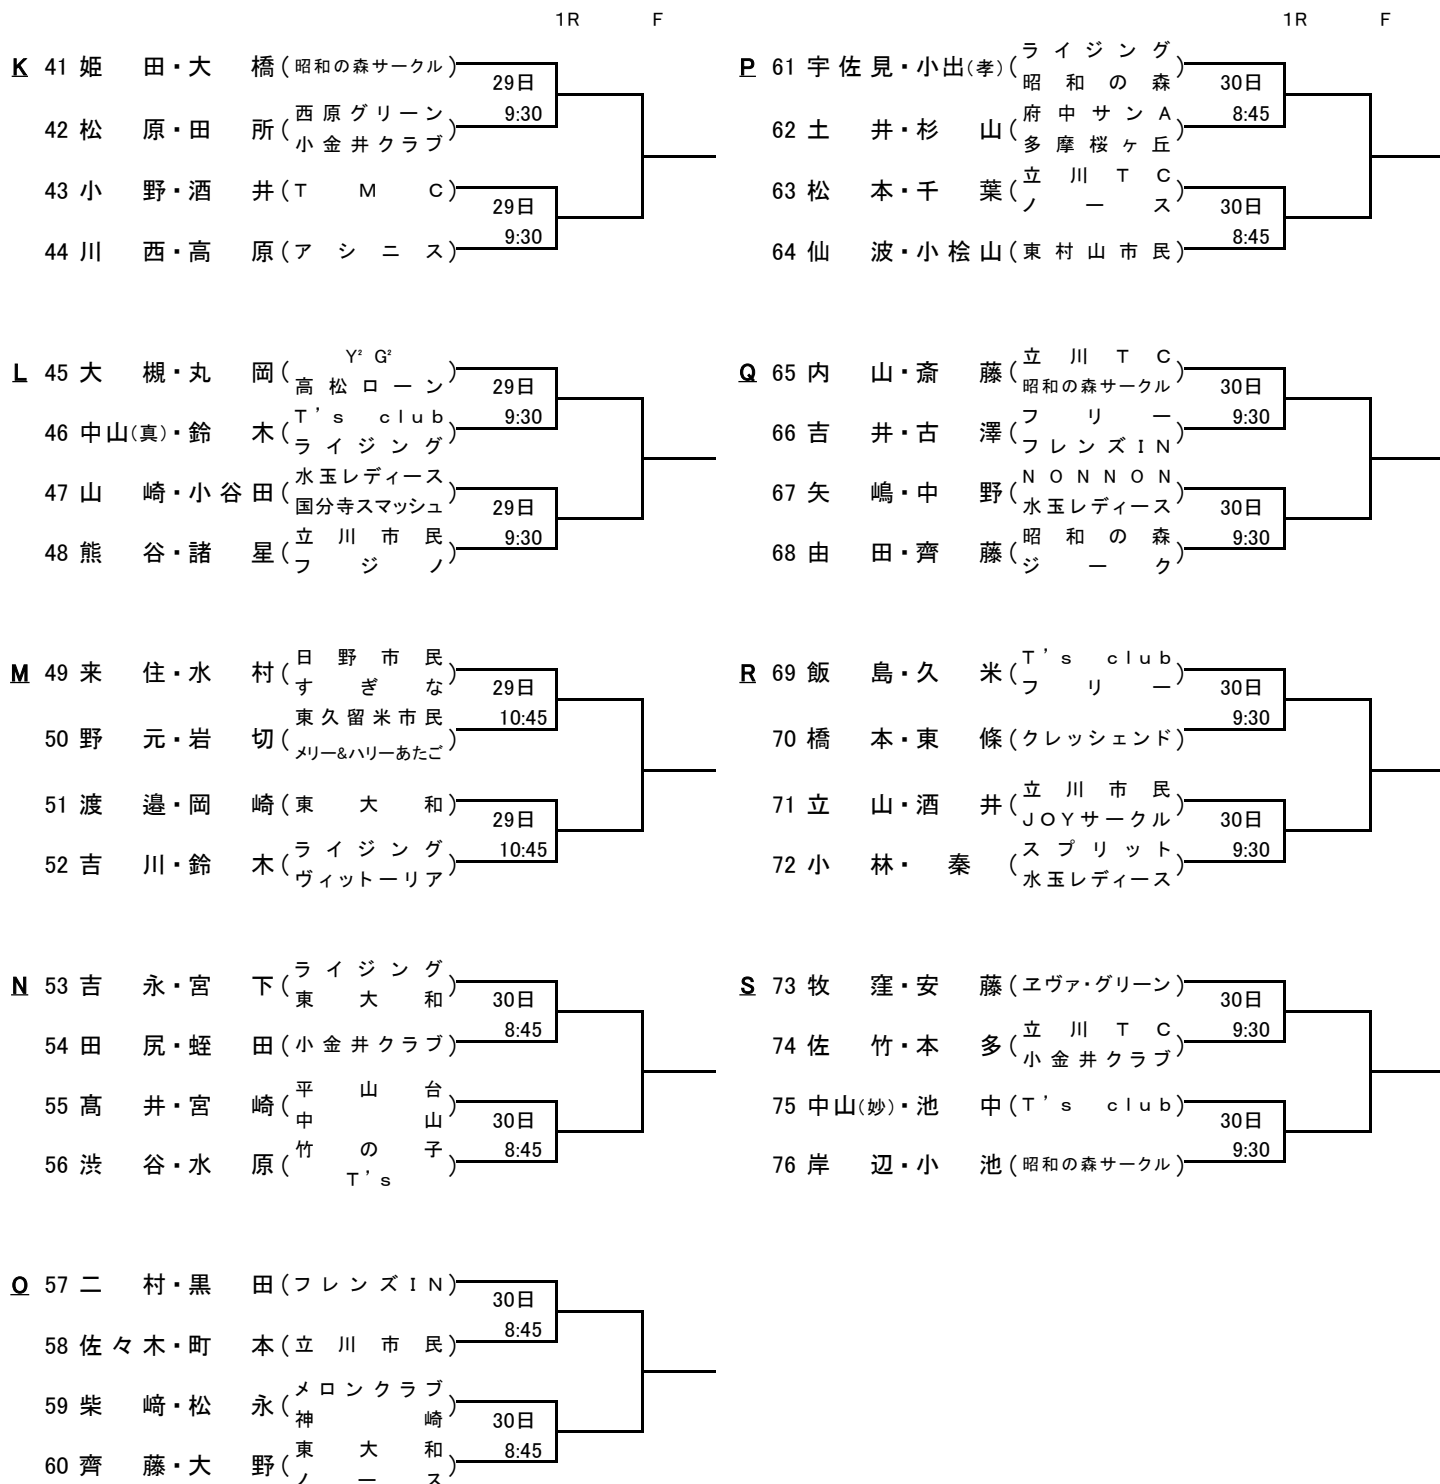 1R F
K 41 姫田・大橋(昭和の森サークル)
29日
9:30
42 松原・田所(西原グリーン
小金井クラブ)
43 小野・酒井(TMC)
29日
9:30
44 川西・高原(アシニス)
L 45 大槻・丸岡(Y² G²
高松ローン)
29日
9:30
46 中山(真)・鈴木(T's club
ライジング)
47 山崎・小谷田(水玉レディース
国分寺スマッシュ)
29日
9:30
48 熊谷・諸星(立川市民
フジノ)
M 49 来住・水村(日野市民
すぎな)
29日
10:45
50 野元・岩切(東久留米市民
メリー&ハリーあたご)
51 渡邉・岡崎(東大和)
29日
10:45
52 吉川・鈴木(ライジング
ヴィットーリア)
N 53 吉永・宮下(ライジング
東大和)
30日
8:45
54 田尻・蛭田(小金井クラブ)
55 髙井・宮崎(平山台
中山)
30日
8:45
56 渋谷・水原(竹の子
T's)
O 57 二村・黒田(フレンズIN)
30日
8:45
58 佐々木・町本(立川市民)
59 柴﨑・松永(メロンクラブ
神崎)
30日
8:45
60 齊藤・大野(東大和
ノース
1R F
P 61 宇佐見・小出(孝)(ライジング
昭和の森)
30日
8:45
62 土井・杉山(府中サンA
多摩桜ヶ丘)
63 松本・千葉(立川TC
ノース)
30日
8:45
64 仙波・小桧山(東村山市民)
Q 65 内山・斎藤(立川TC
昭和の森サークル)
30日
9:30
66 吉井・古澤(フリー
フレンズIN)
67 矢嶋・中野(NONNON
水玉レディース)
30日
9:30
68 由田・齊藤(昭和の森
ジーク)
R 69 飯島・久米(T's club
フリー)
30日
9:30
70 橋本・東條(クレッシェンド)
71 立山・酒井(立川市民
JOYサークル)
30日
9:30
72 小林・秦(スプリット
水玉レディース)
S 73 牧窪・安藤(ヱヴァ・グリーン)
30日
9:30
74 佐竹・本多(立川TC
小金井クラブ)
75 中山(妙)・池中(T's club)
30日
9:30
76 岸辺・小池(昭和の森サークル)